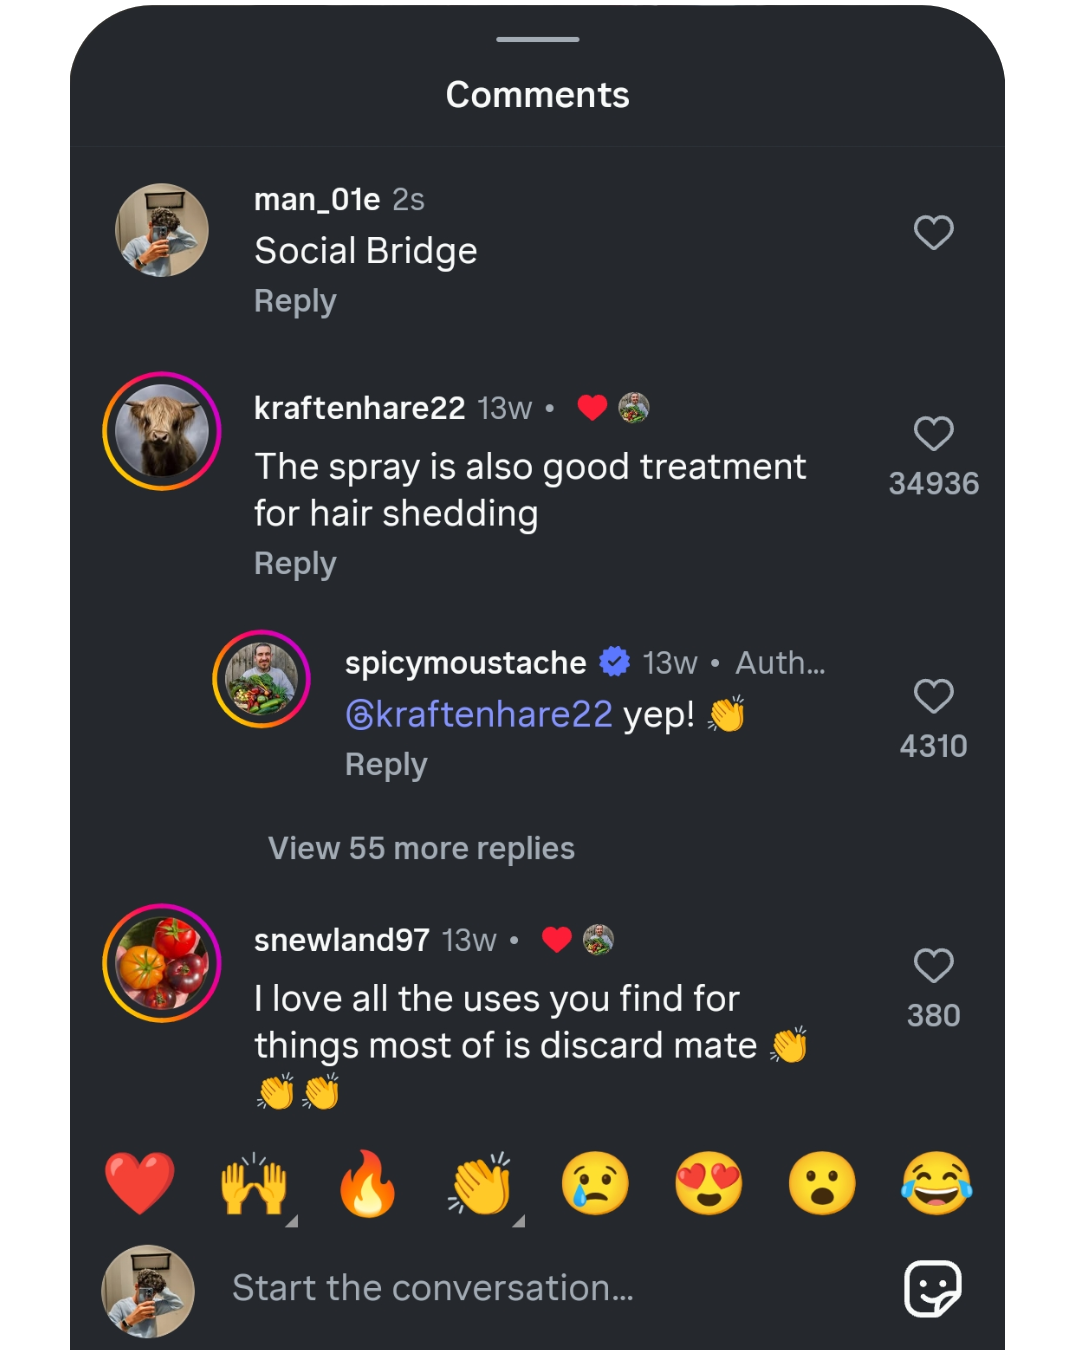 Comments
man_01e 2s
Social Bridge
Reply
kraftenhare22 13w •
The spray is also good treatment
for hair shedding
34936
Reply
spicymoustache 13w • Auth...
@kraftenhare22 yep! 👏
4310
Reply
View 55 more replies
snewland97 13w •
I love all the uses you find for
things most of is discard mate 👏
👏👏
380
Start the conversation...